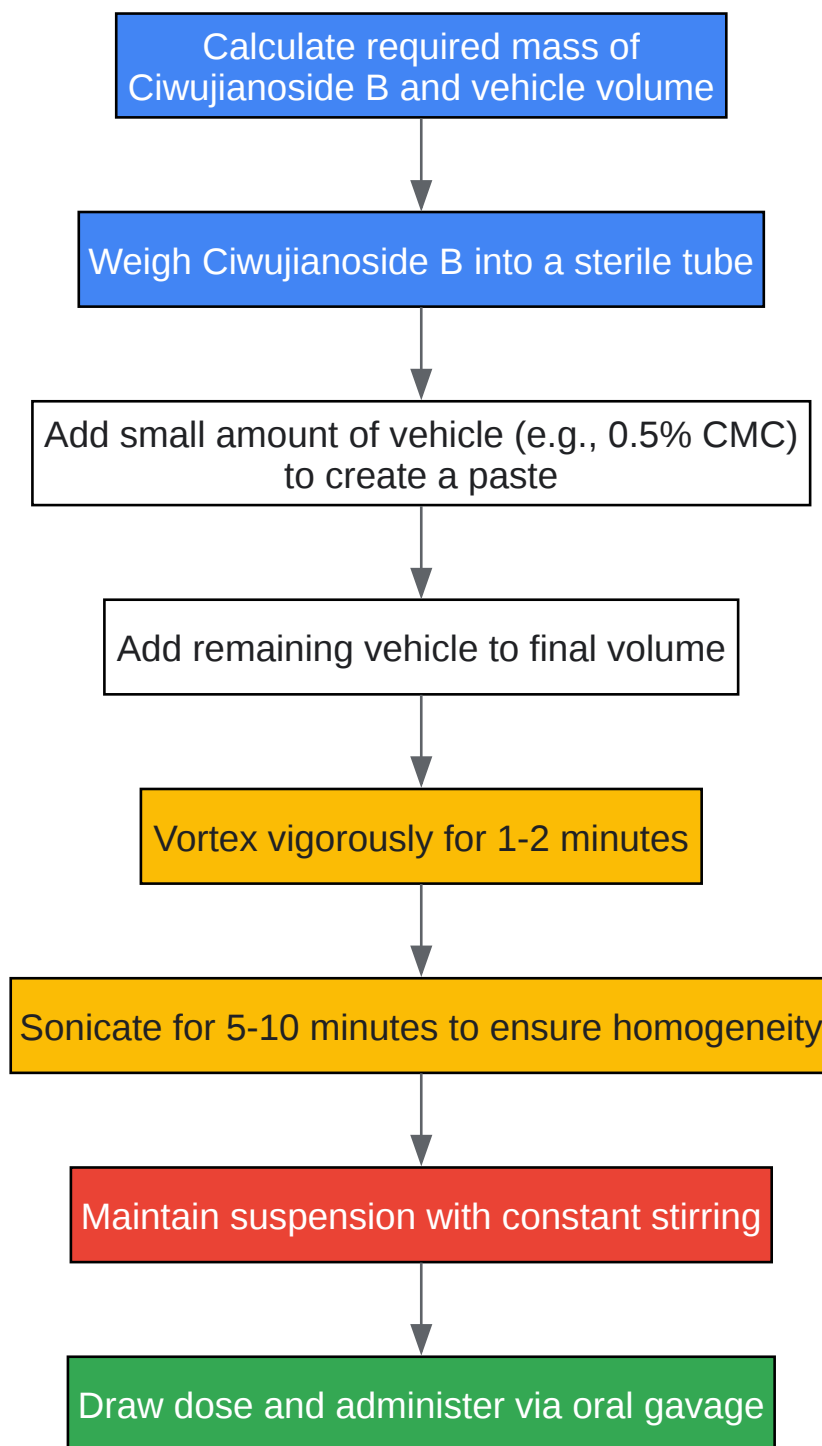 Calculate required mass of
Ciwujianoside B and vehicle volume
Weigh Ciwujianoside B into a sterile tube
Add small amount of vehicle (e.g., 0.5% CMC)
to create a paste
Add remaining vehicle to final volume
Vortex vigorously for 1-2 minutes
Sonicate for 5-10 minutes to ensure homogeneity
Maintain suspension with constant stirring
Draw dose and administer via oral gavage